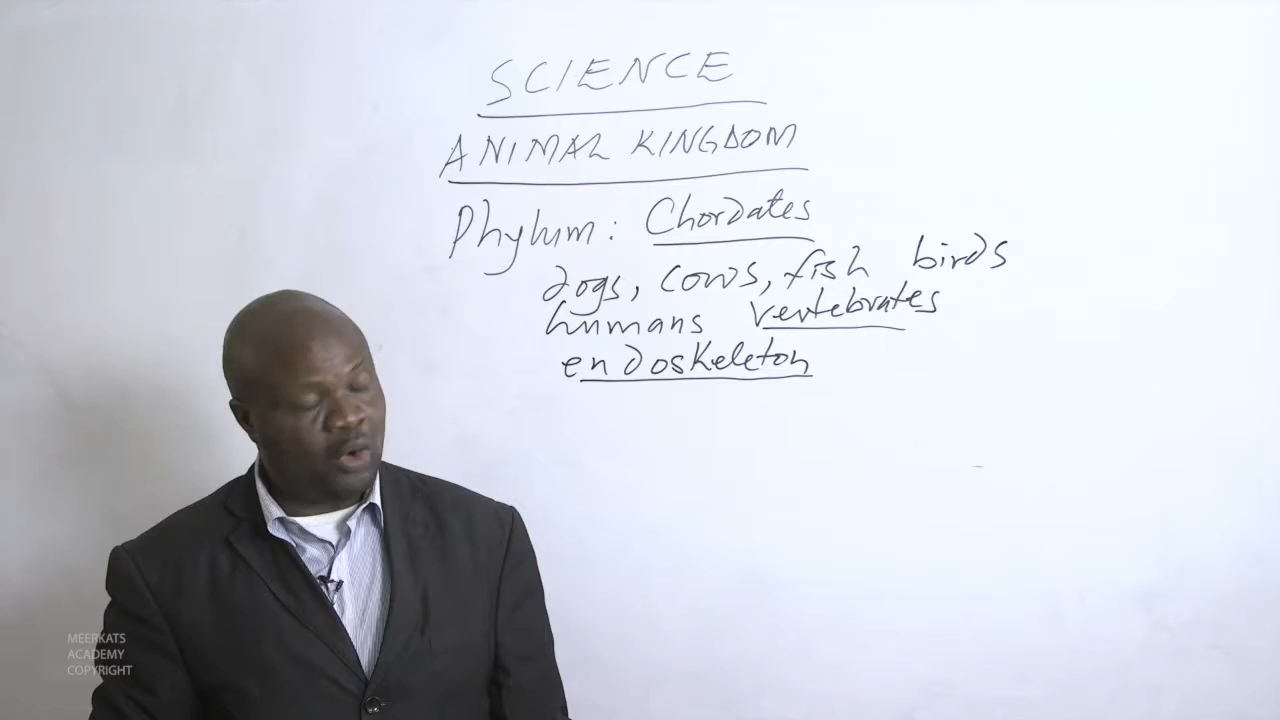 SCIENCE
ANIMAL KINGDOM
Phylum: Chordates
dogs, cows, fish birds
humans vertebrates
endoskeleton
MEERKATS
ACADEMY
COPYRIGHT